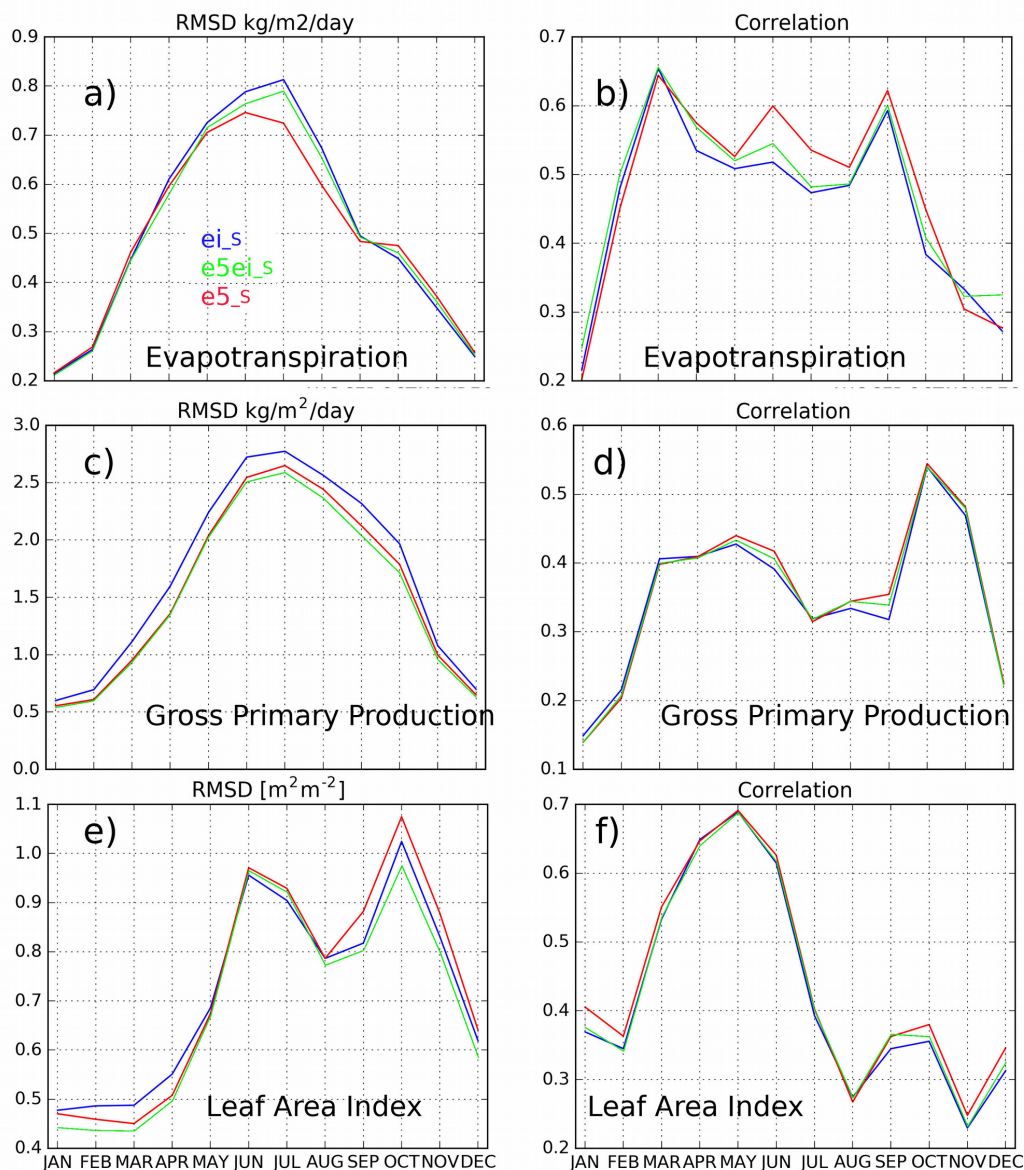 RMSD kg/m2/day
Correlation
0.9
0.8
0.7
0.6
0.5
0.4
0.3
0.2
a)
ei_s
e5ei_s
e5_s
Evapotranspiration
0.7
0.6
0.5
0.4
0.3
0.2
b)
Evapotranspiration
RMSD kg/m²/day
Correlation
3.0
2.5
2.0
1.5
1.0
0.5
0.0
c)
Gross Primary Production
0.6
0.5
0.4
0.3
0.2
0.1
d)
Gross Primary Production
RMSD [m²m⁻²]
Correlation
1.1
1.0
0.9
0.8
0.7
0.6
0.5
0.4
e)
Leaf Area Index
JAN FEB MAR APR MAY JUN JUL AUG SEP OCT NOV DEC
0.7
0.6
0.5
0.4
0.3
0.2
f)
Leaf Area Index
JAN FEB MAR APR MAY JUN JUL AUG SEP OCT NOV DEC